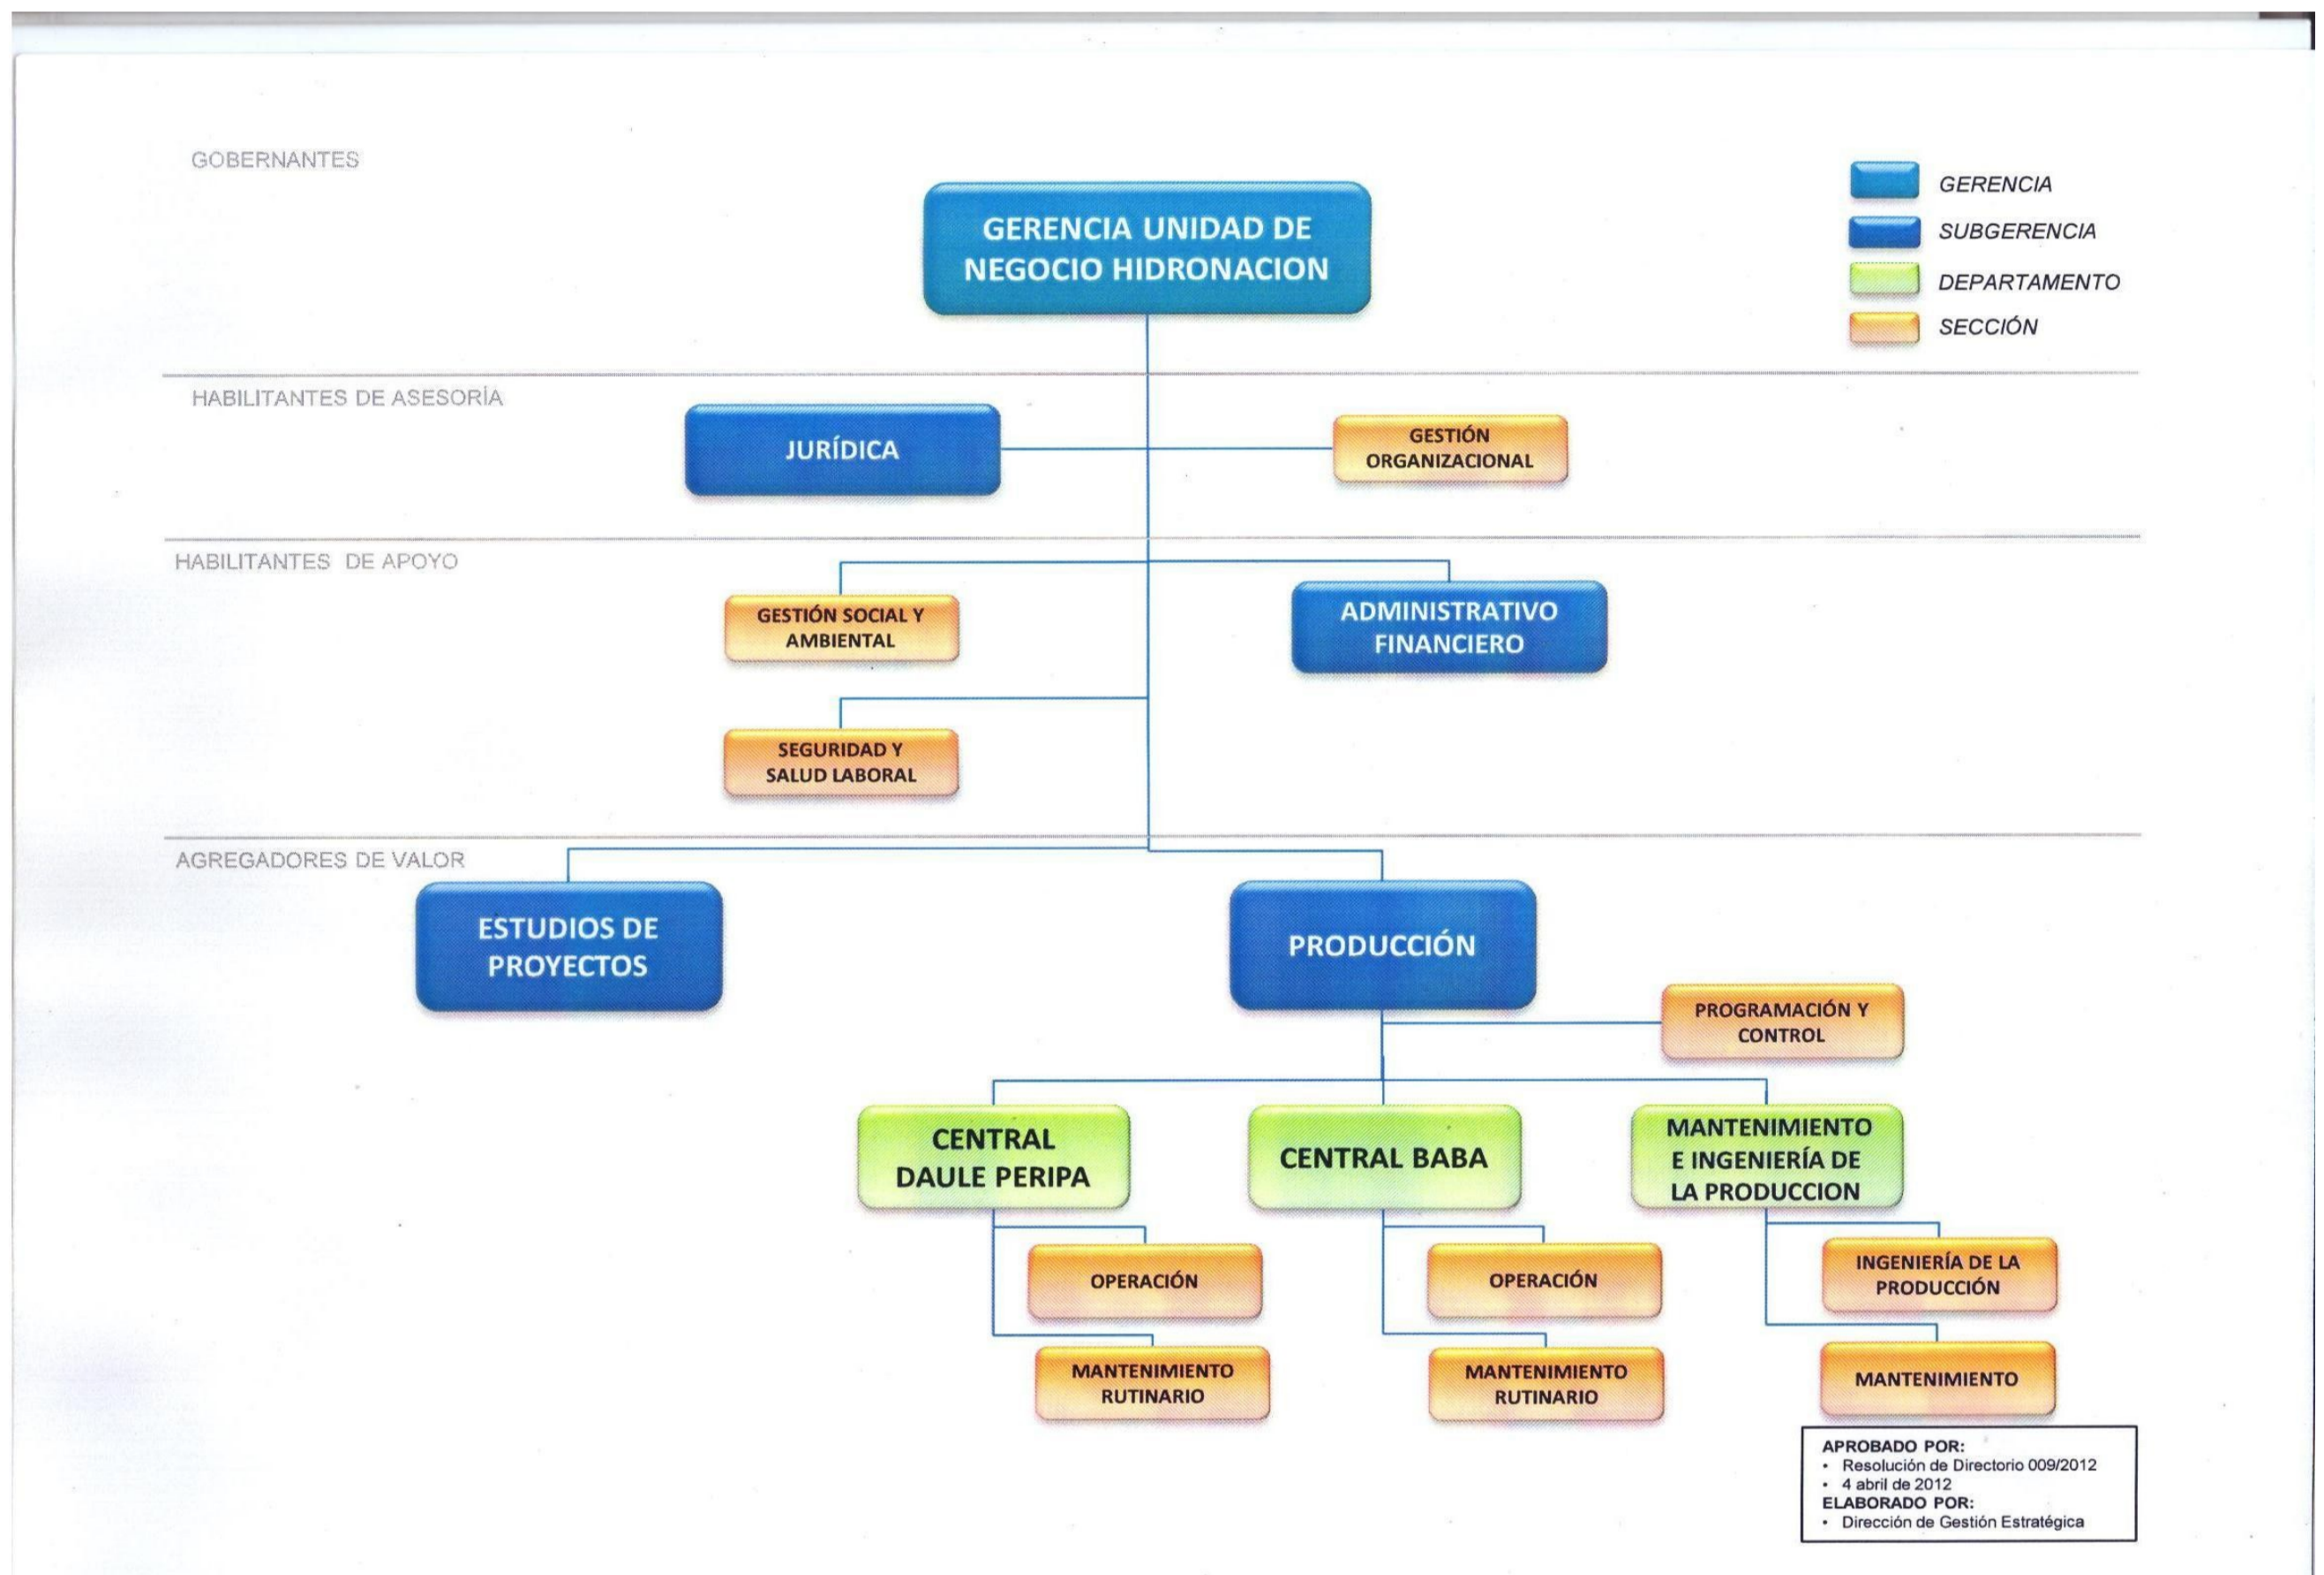 GOBERNANTES
GERENCIA UNIDAD DE
NEGOCIO HIDRONACION
GERENCIA
SUBGERENCIA
DEPARTAMENTO
SECCIÓN
HABILITANTES DE ASESORÍA
JURÍDICA
GESTIÓN
ORGANIZACIONAL
HABILITANTES DE APOYO
GESTIÓN SOCIAL Y
AMBIENTAL
ADMINISTRATIVO
FINANCIERO
SEGURIDAD Y
SALUD LABORAL
AGREGADORES DE VALOR
ESTUDIOS DE
PROYECTOS
PRODUCCIÓN
PROGRAMACIÓN Y
CONTROL
CENTRAL
DAULE PERIPA
CENTRAL BABA
MANTENIMIENTO
E INGENIERÍA DE
LA PRODUCCION
OPERACIÓN
OPERACIÓN
INGENIERÍA DE LA
PRODUCCIÓN
MANTENIMIENTO
RUTINARIO
MANTENIMIENTO
RUTINARIO
MANTENIMIENTO
APROBADO POR:
• Resolución de Directorio 009/2012
• 4 abril de 2012
ELABORADO POR:
• Dirección de Gestión Estratégica